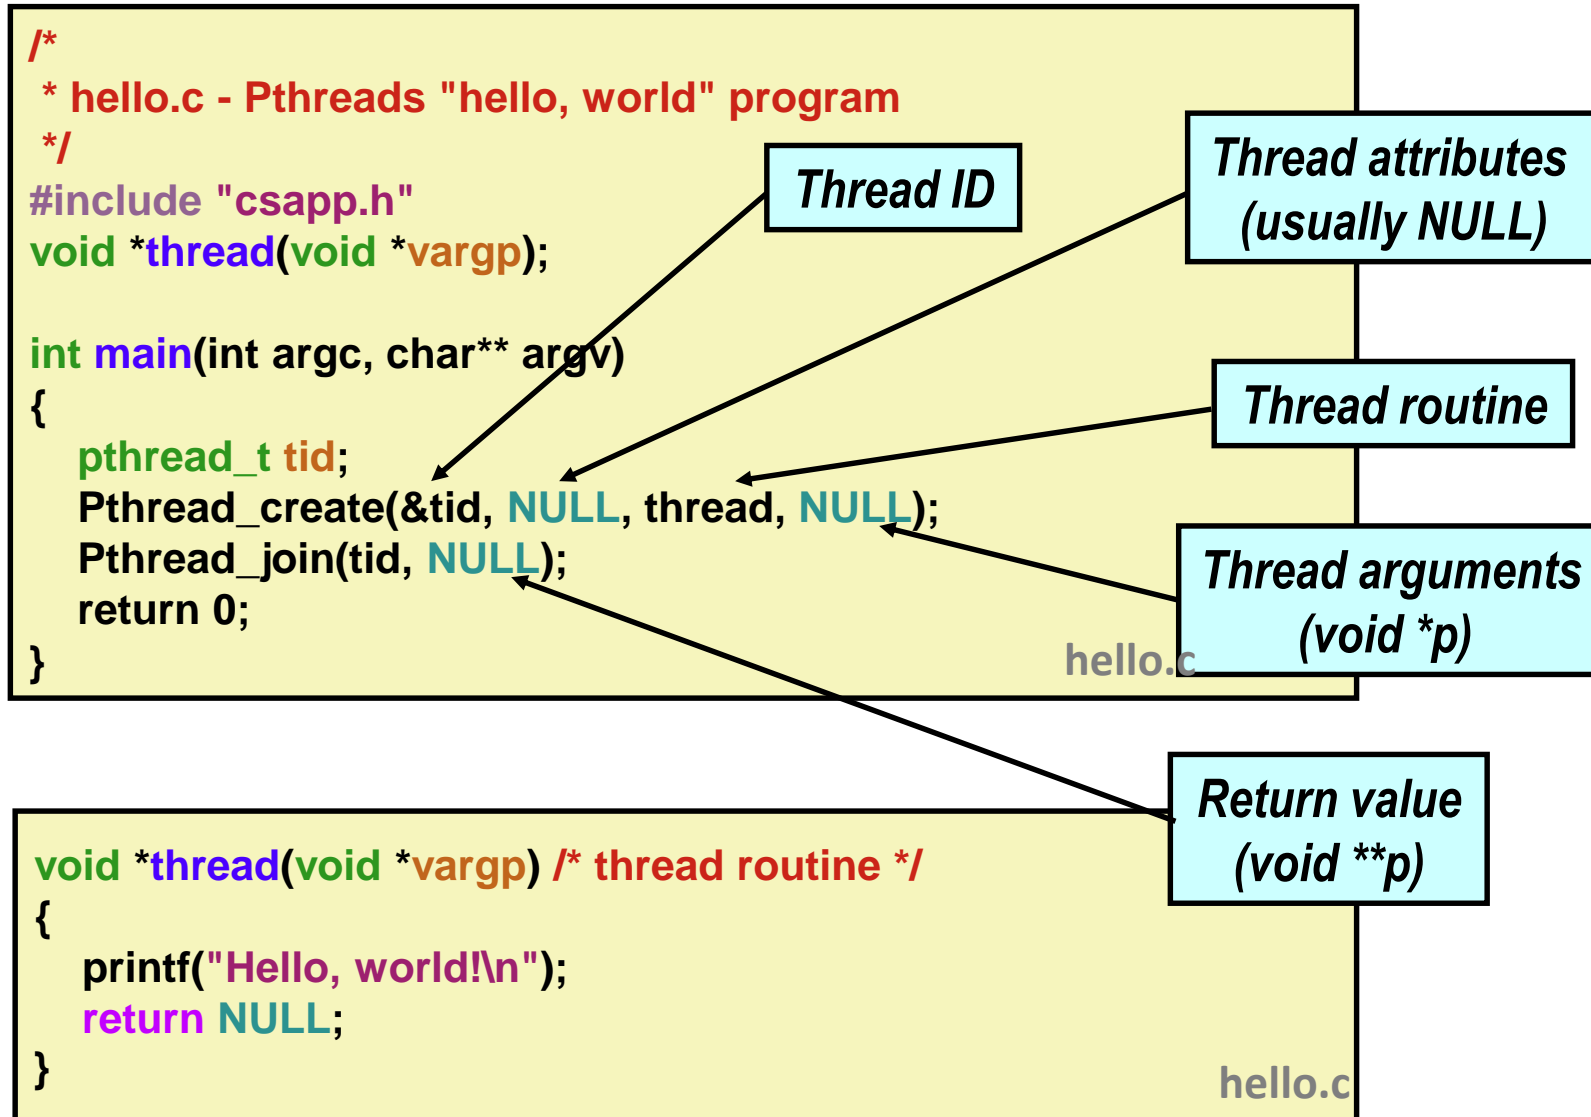 /*
 * hello.c - Pthreads "hello, world" program
 */
#include "csapp.h"
void *thread(void *vargp);
int main(int argc, char** argv)
{
pthread_t tid;
Pthread_create(&tid, NULL, thread, NULL);
Pthread_join(tid, NULL);
return 0;
}
hello.c
Thread ID
Thread attributes
(usually NULL)
Thread routine
Thread arguments
(void *p)
Return value
(void **p)
void *thread(void *vargp) /* thread routine */
{
printf("Hello, world!\n");
return NULL;
}
hello.c